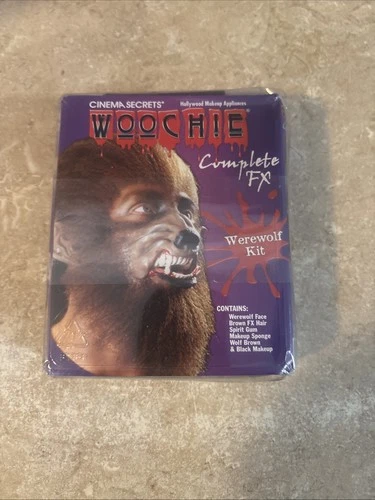 CINEMA SECRETS® Hollywood Makeup Appliances
WOOCHIE®
Complete
FX
Werewolf
Kit
CONTAINS:
Werewolf Face
Brown FX Hair
Spirit Gum
Makeup Sponge
Wolf Brown
& Black Makeup